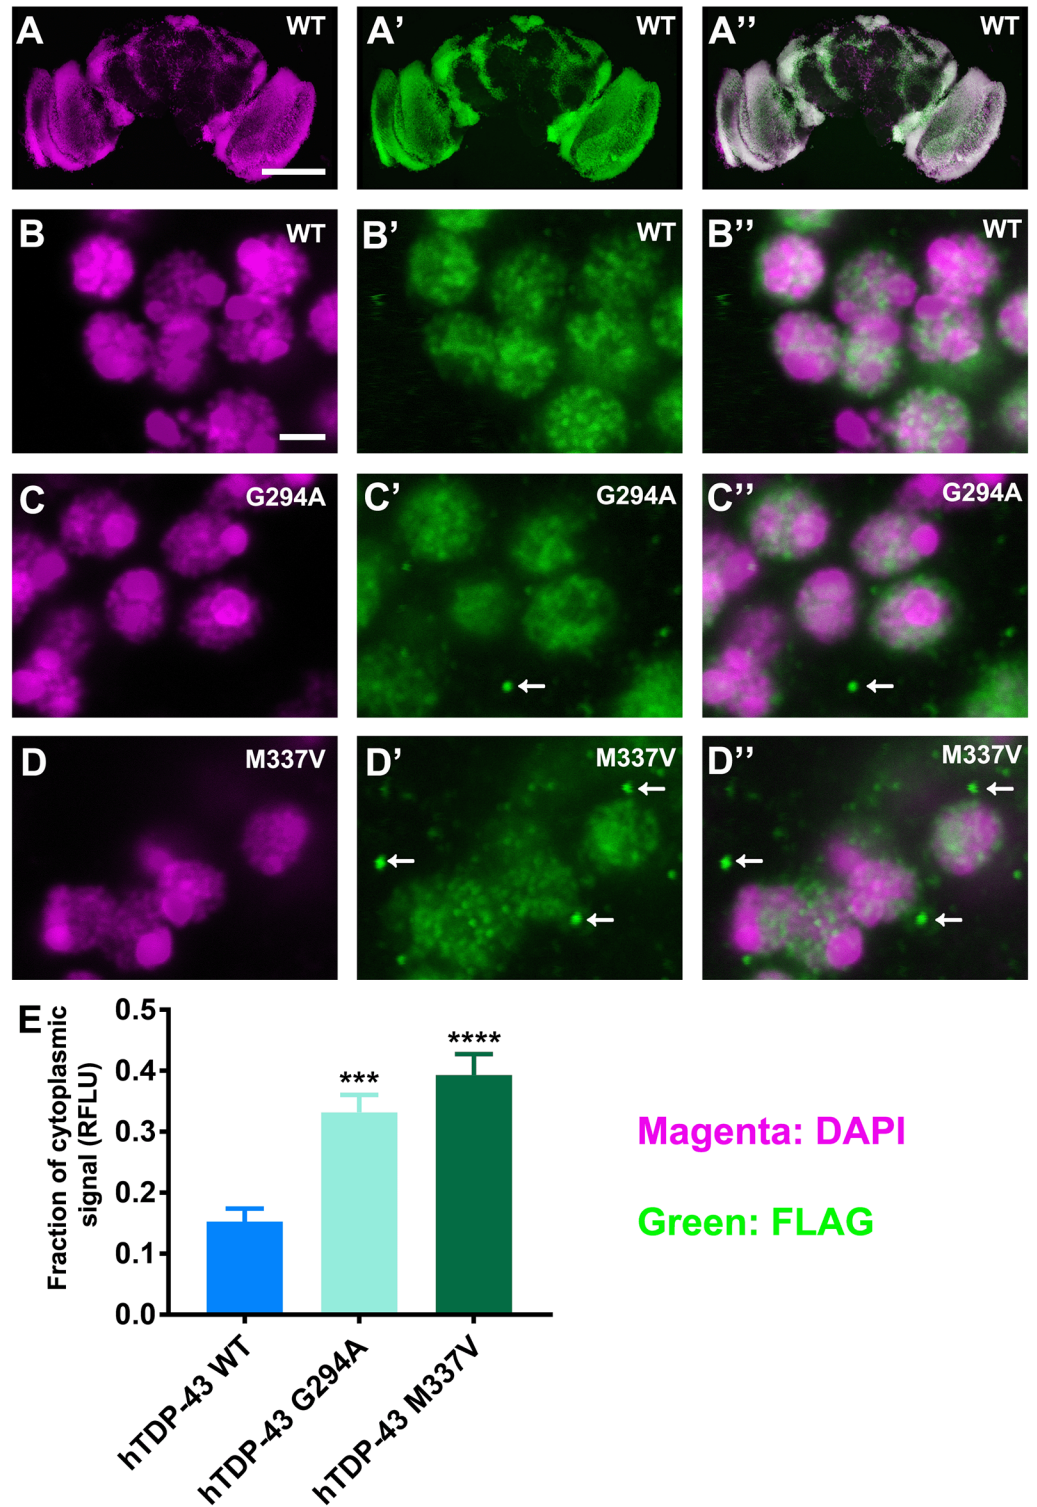 A WT
A' WT
A'' WT
B WT
B' WT
B'' WT
C G294A
C' G294A
C'' G294A
D M337V
D' M337V
D'' M337V
E
Fraction of cytoplasmic
signal (RFLU)
0.5
0.4
0.3
0.2
0.1
0.0
***
****
hTDP-43 WT
hTDP-43 G294A
hTDP-43 M337V
Magenta: DAPI
Green: FLAG